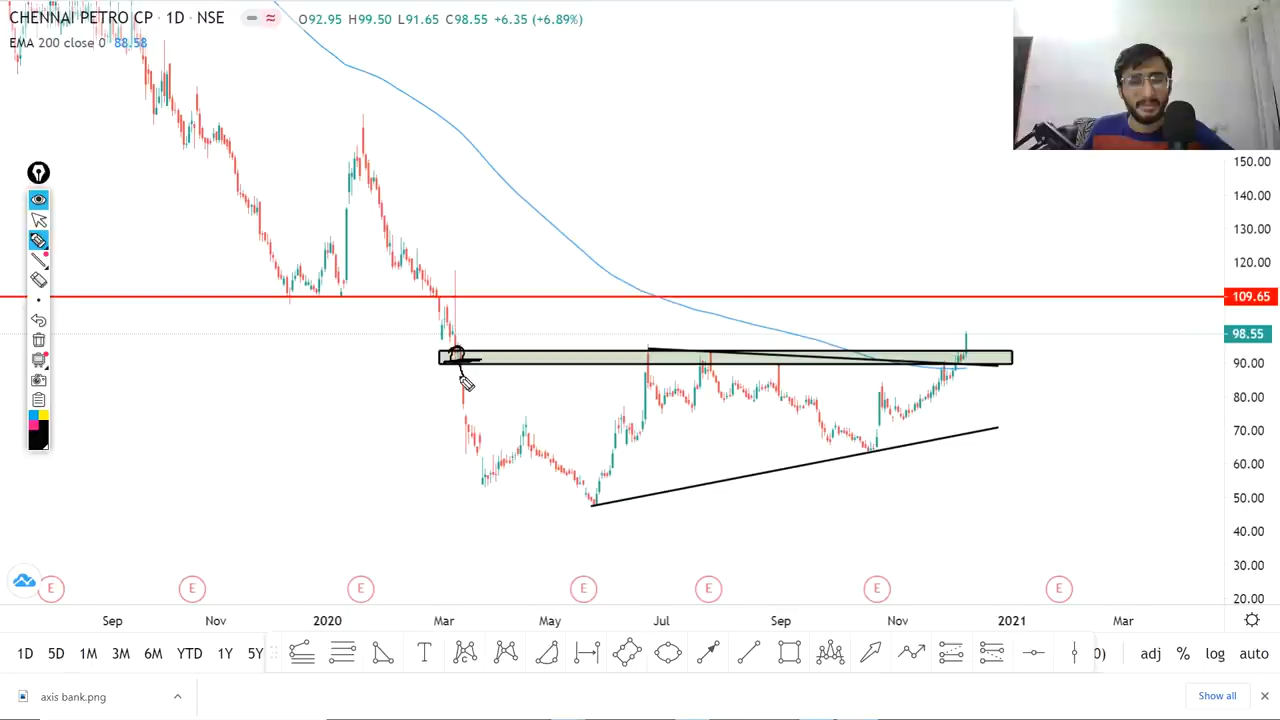 CHENNAI PETRO CP · 1D · NSE O92.95 H99.50 L91.65 C98.55 +6.35 (+6.89%)
EMA 200 close 0 88.58
150.00
140.00
130.00
120.00
109.65
98.55
90.00
80.00
70.00
60.00
50.00
40.00
30.00
20.00
E E E E E E E
Sep Nov 2020 Mar May Jul Sep Nov 2021 Mar
1D 5D 1M 3M 6M YTD 1Y 5Y T 0) adj % log auto
axis bank.png Show all